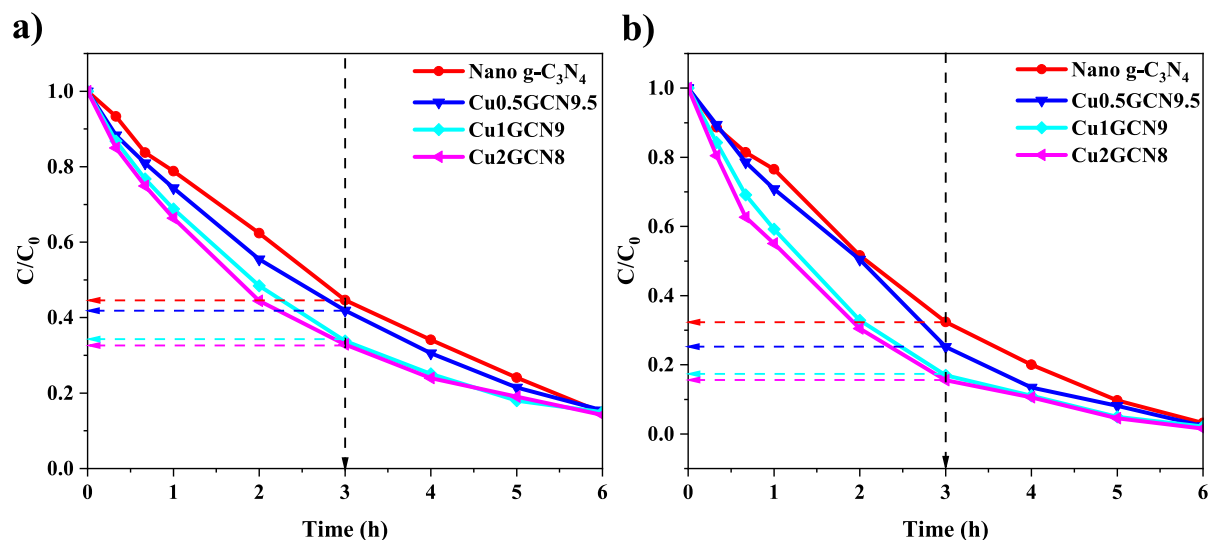 a)
Nano g-C₃N₄
Cu0.5GCN9.5
Cu1GCN9
Cu2GCN8
1.0
0.8
0.6
0.4
0.2
0.0
C/C₀
0 1 2 3 4 5 6
Time (h)
b)
Nano g-C₃N₄
Cu0.5GCN9.5
Cu1GCN9
Cu2GCN8
1.0
0.8
0.6
0.4
0.2
0.0
C/C₀
0 1 2 3 4 5 6
Time (h)